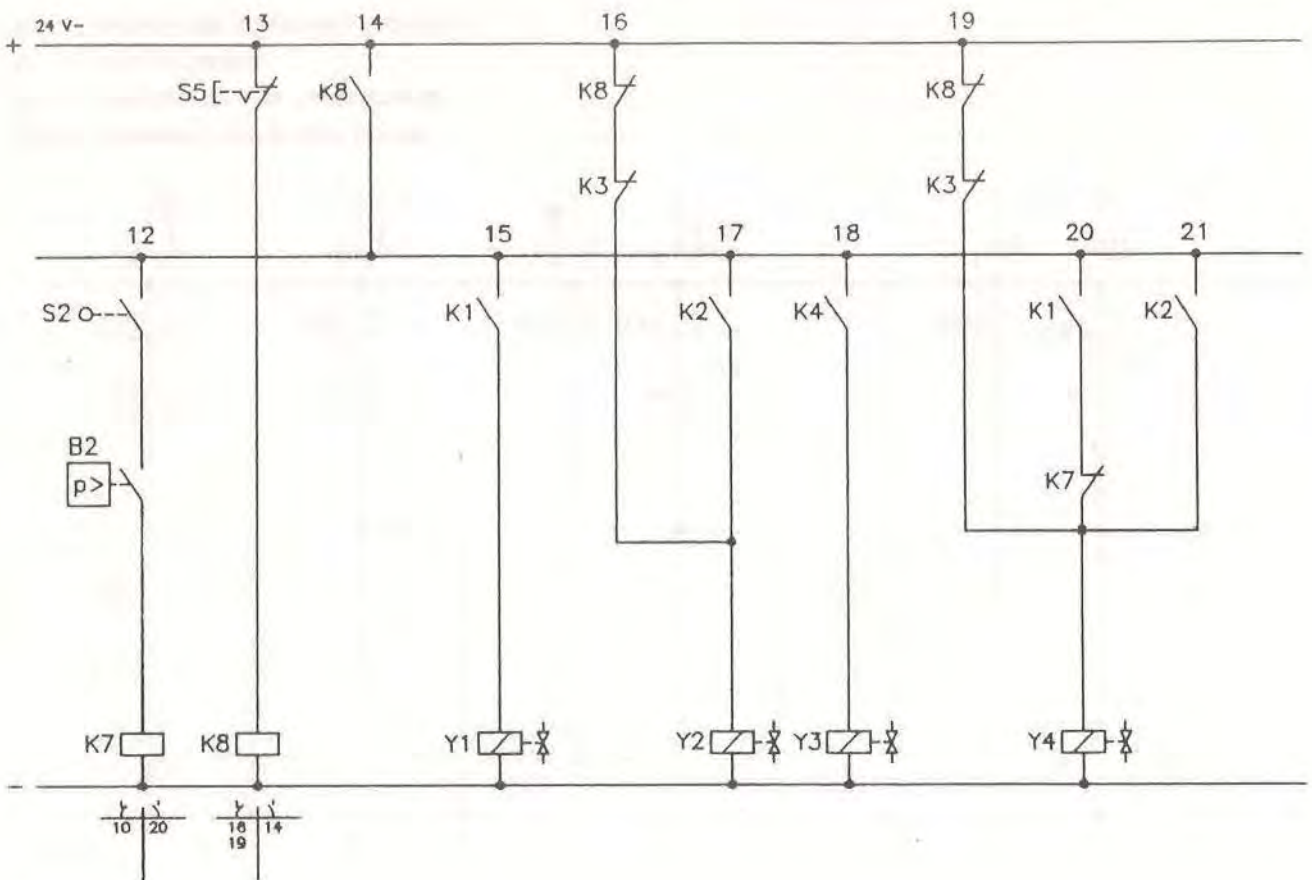 24 V-
13 14 16 19
+
S5 K8 K8 K8
K3 K3
12 15 17 18 20 21
S2 K1 K2 K4 K1 K2
B2
p>
K7
K7 K8 Y1 Y2 Y3 Y4
-
10 20 16 14
19